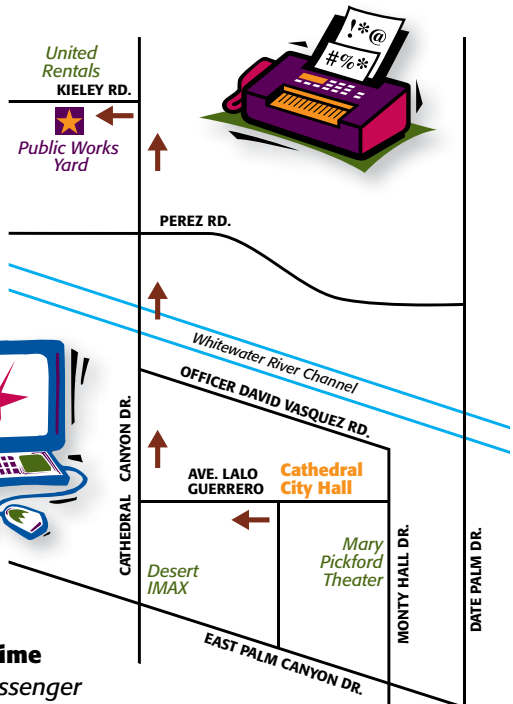 !*@
#%*
United
Rentals
KIELEY RD.
Public Works
Yard
PEREZ RD.
Whitewater River Channel
OFFICER DAVID VASQUEZ RD.
CATHEDRAL CANYON DR.
AVE. LALO
GUERRERO
Cathedral
City Hall
Desert
IMAX
Mary
Pickford
Theater
MONTY HALL DR.
DATE PALM DR.
EAST PALM CANYON DR.
ime
ssenger